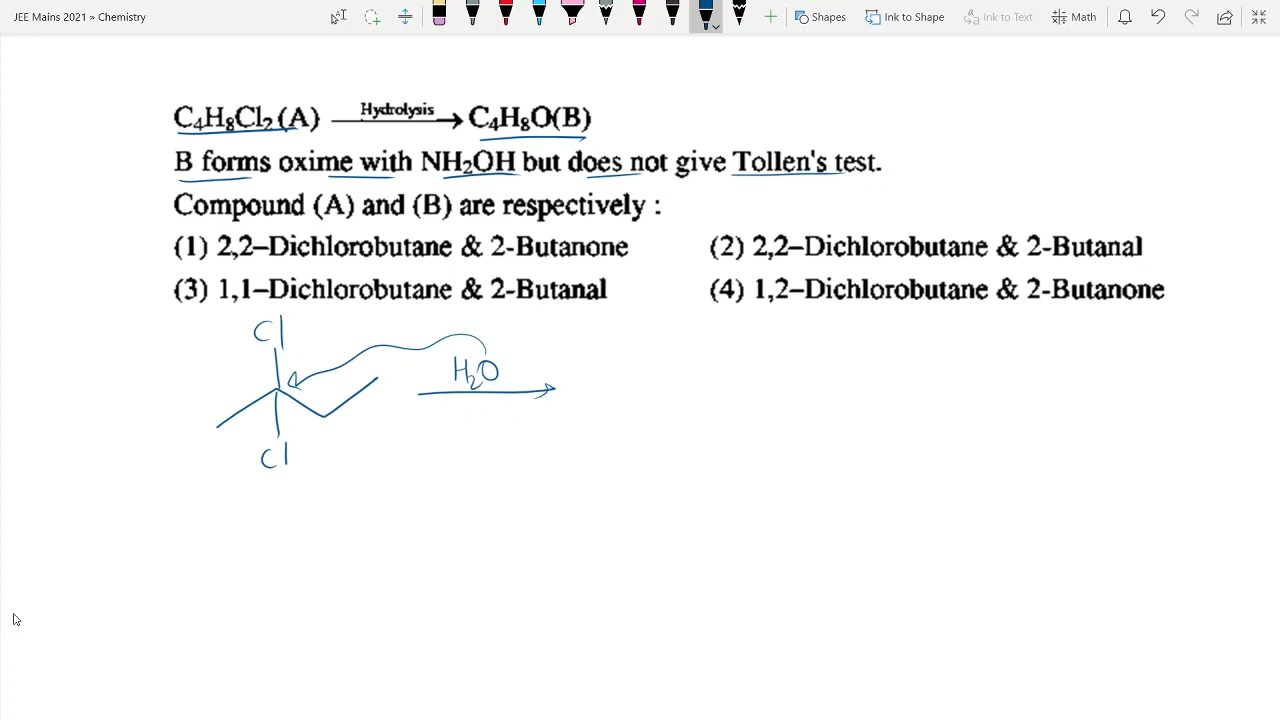 JEE Mains 2021 » Chemistry
Shapes Ink to Shape Ink to Text Math
C₄H₈Cl₂(A) —Hydrolysis→ C₄H₈O(B)
B forms oxime with NH₂OH but does not give Tollen's test.
Compound (A) and (B) are respectively :
(1) 2,2–Dichlorobutane & 2-Butanone (2) 2,2–Dichlorobutane & 2-Butanal
(3) 1,1–Dichlorobutane & 2-Butanal (4) 1,2–Dichlorobutane & 2-Butanone
Cl
H₂O
Cl